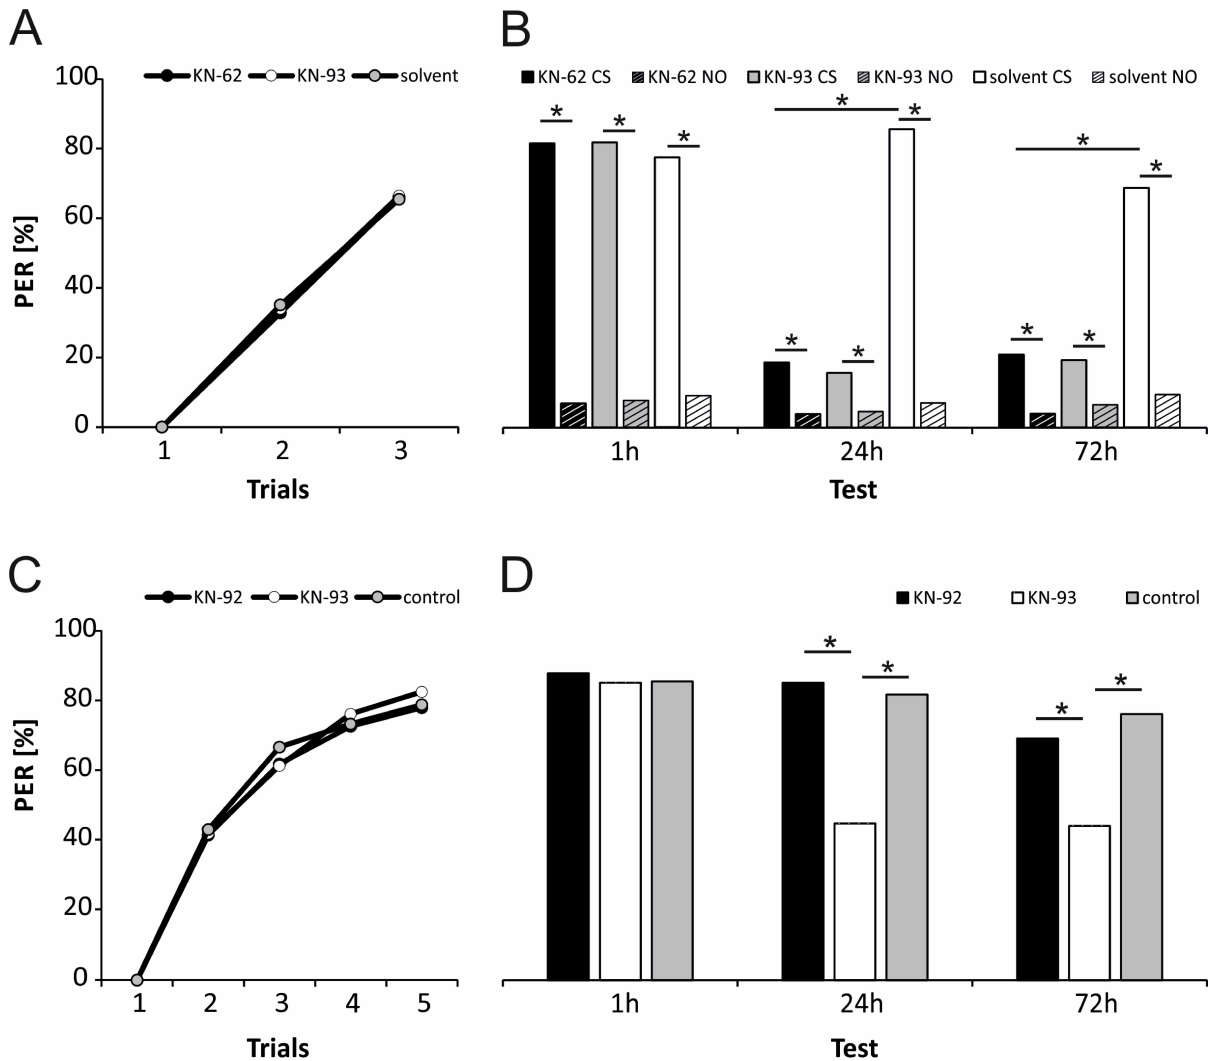 A
KN-62 KN-93 solvent
100
80
60
40
20
0
PER [%]
1 2 3
Trials
B
KN-62 CS KN-62 NO KN-93 CS KN-93 NO solvent CS solvent NO
* * * * * * * * * * *
1h 24h 72h
Test
C
KN-92 KN-93 control
100
80
60
40
20
0
PER [%]
1 2 3 4 5
Trials
D
KN-92 KN-93 control
* * * *
1h 24h 72h
Test